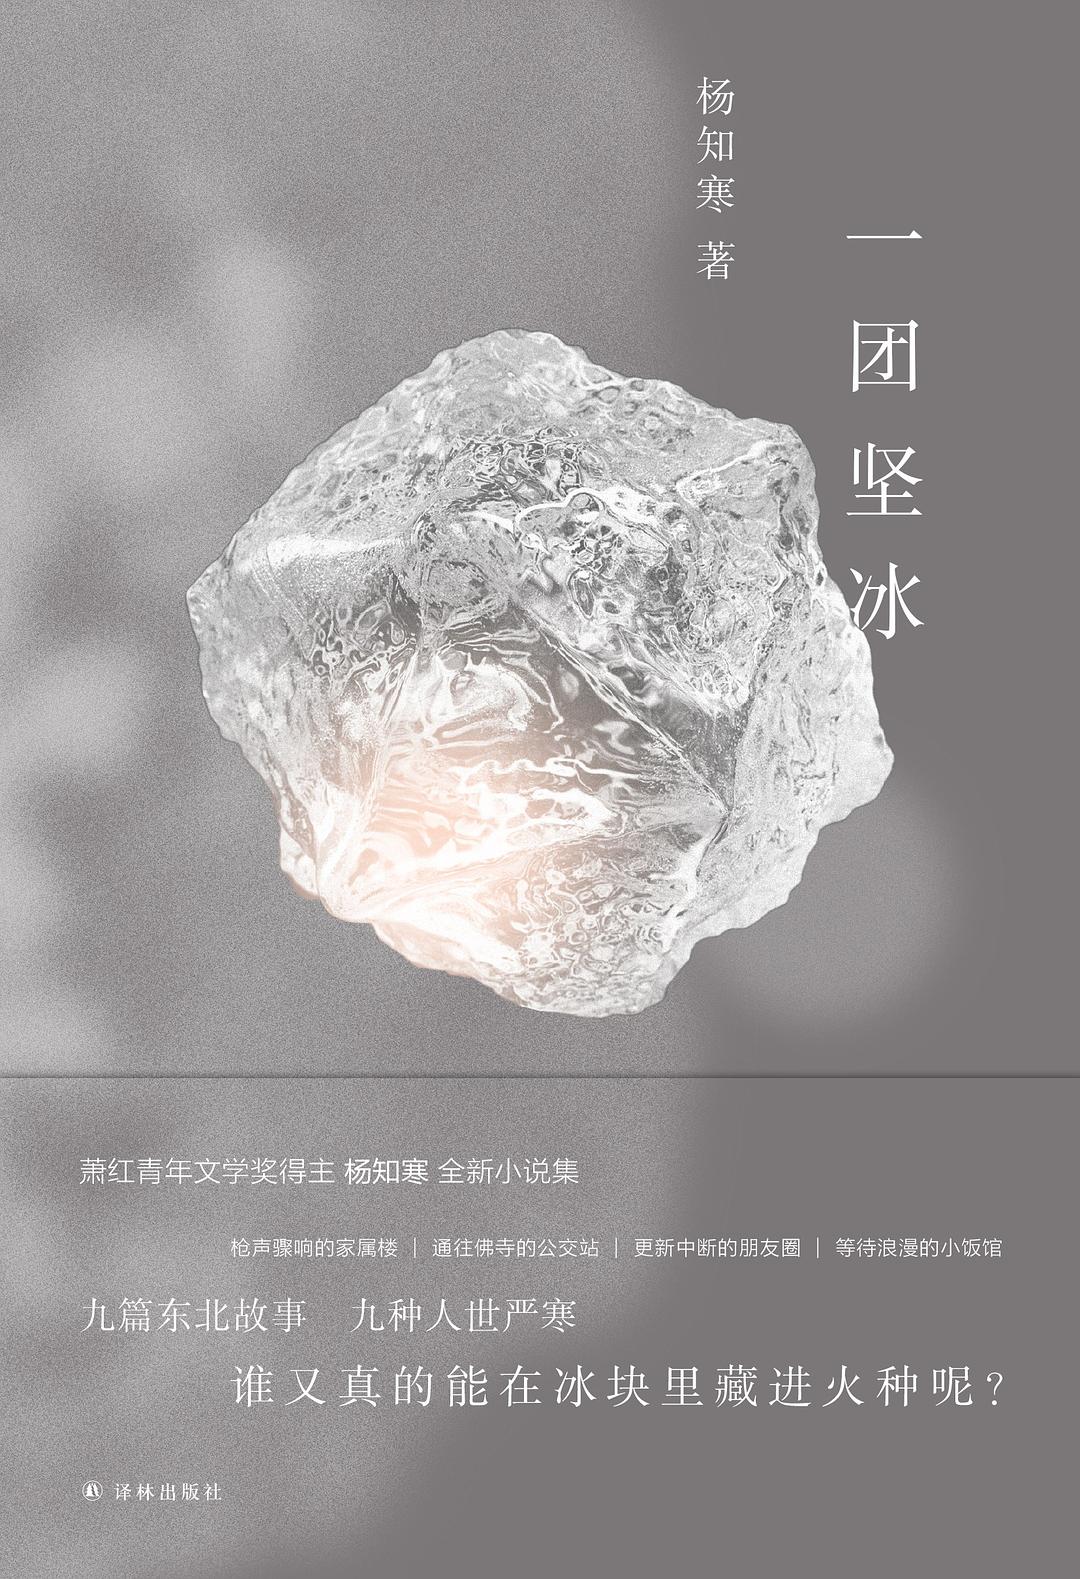 杨知寒 著
一团坚冰
萧红青年文学奖得主 杨知寒 全新小说集
枪声骤响的家属楼｜通往佛寺的公交站｜更新中断的朋友圈｜等待浪漫的小饭馆
九篇东北故事　九种人世严寒
谁又真的能在冰块里藏进火种呢?
译林出版社